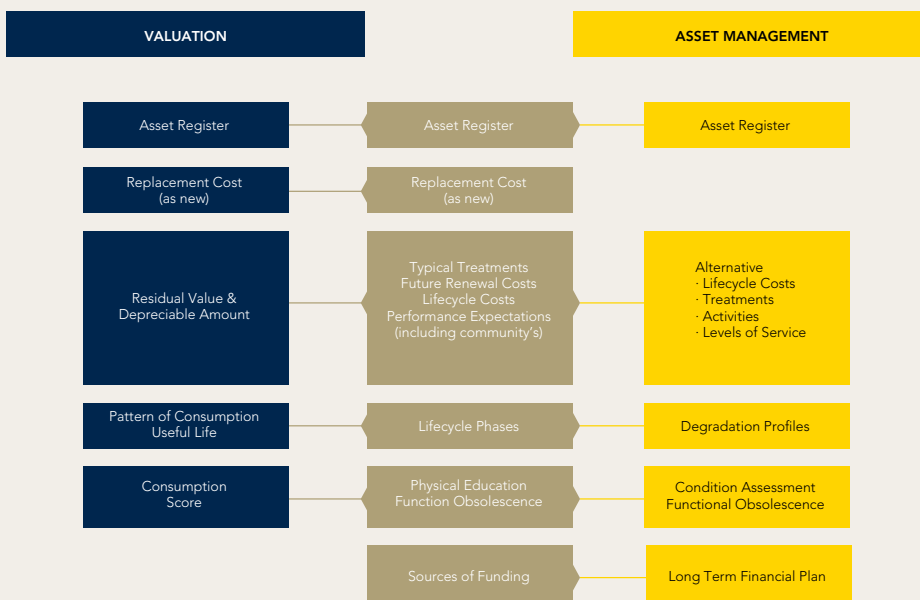 VALUATION
ASSET MANAGEMENT
Asset Register
Asset Register
Asset Register
Replacement Cost
(as new)
Replacement Cost
(as new)
Residual Value &
Depreciable Amount
Typical Treatments
Future Renewal Costs
Lifecycle Costs
Performance Expectations
(including community's)
Alternative
· Lifecycle Costs
· Treatments
· Activities
· Levels of Service
Pattern of Consumption
Useful Life
Lifecycle Phases
Degradation Profiles
Consumption
Score
Physical Education
Function Obsolescence
Condition Assessment
Functional Obsolescence
Sources of Funding
Long Term Financial Plan